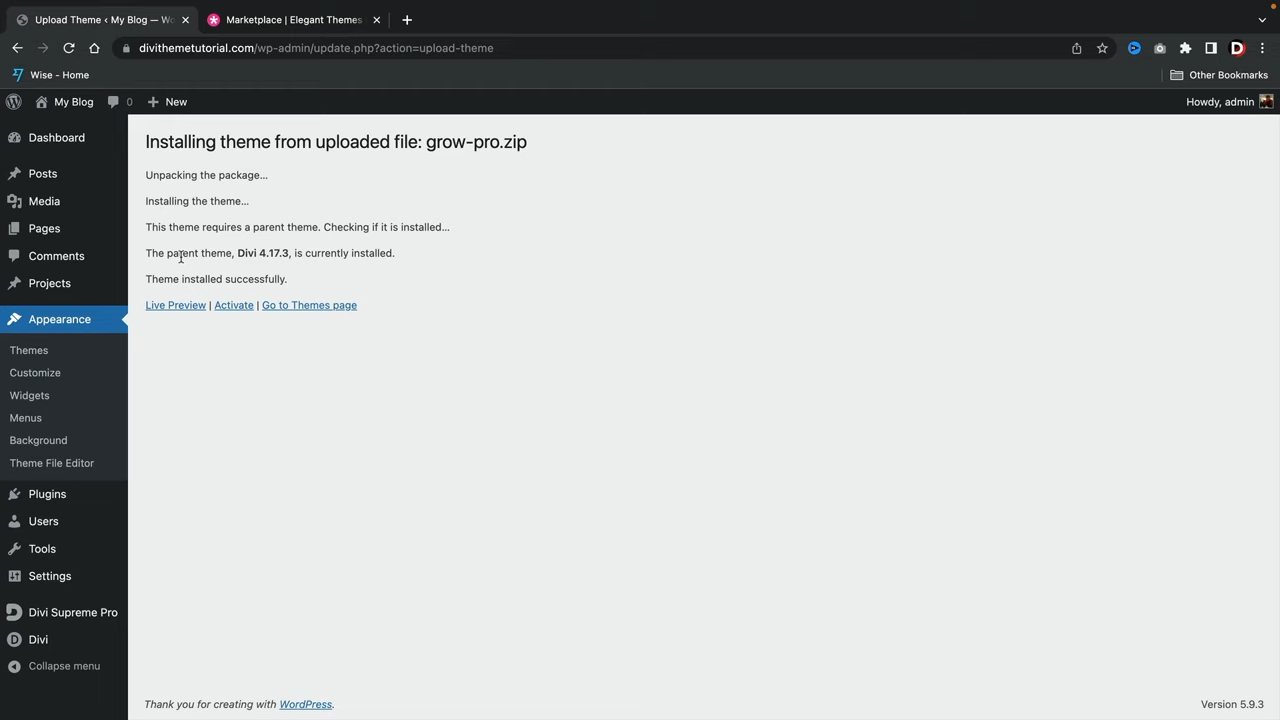 Upload Theme ‹ My Blog — Wo
Marketplace | Elegant Themes
divithemetutorial.com/wp-admin/update.php?action=upload-theme
D
Wise - Home
Other Bookmarks
My Blog
0
New
Howdy, admin
Dashboard
Posts
Media
Pages
Comments
Projects
Appearance
Themes
Customize
Widgets
Menus
Background
Theme File Editor
Plugins
Users
Tools
Settings
Divi Supreme Pro
D Divi
Collapse menu
Installing theme from uploaded file: grow-pro.zip
Unpacking the package…
Installing the theme…
This theme requires a parent theme. Checking if it is installed…
The parent theme, Divi 4.17.3, is currently installed.
Theme installed successfully.
Live Preview | Activate | Go to Themes page
Thank you for creating with WordPress.
Version 5.9.3